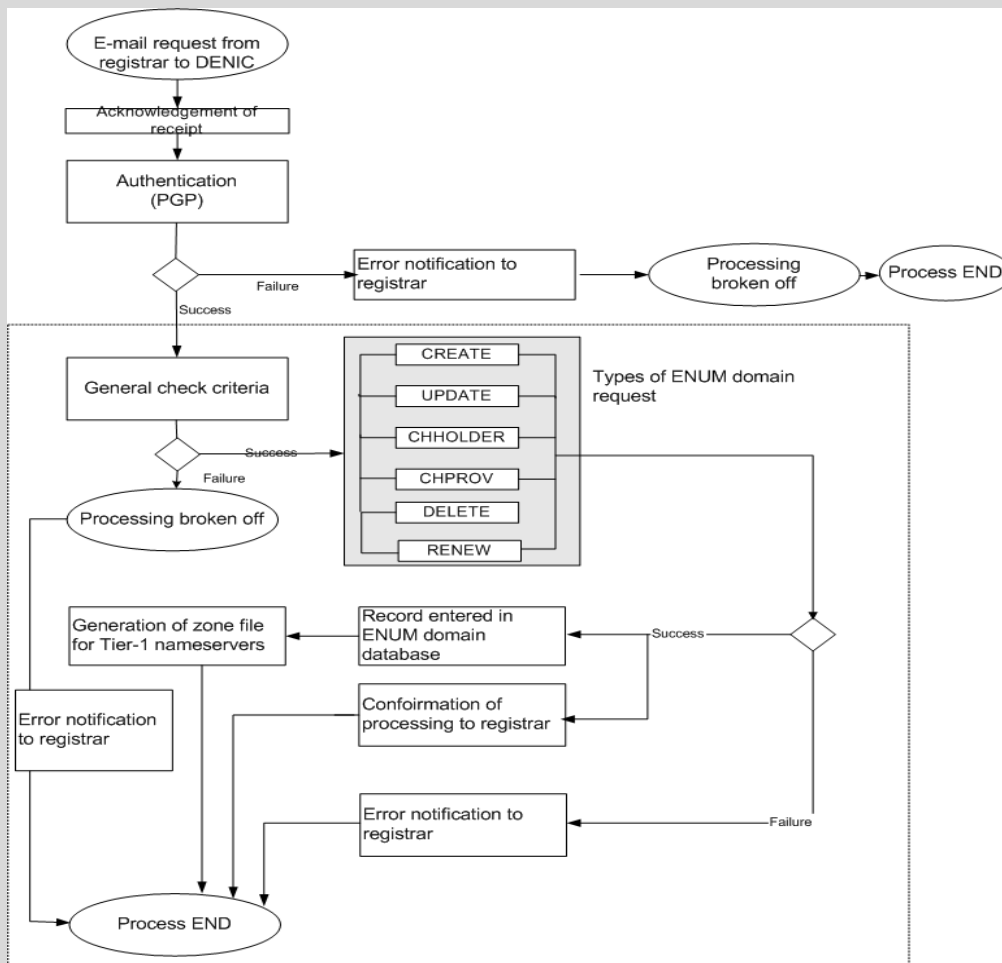 E-mail request from
registrar to DENIC
Acknowledgement of
receipt
Authentication
(PGP)
Failure
Error notification to
registrar
Processing
broken off
Process END
Success
General check criteria
Success
Failure
Processing broken off
CREATE
UPDATE
CHHOLDER
CHPROV
DELETE
RENEW
Types of ENUM domain
request
Generation of zone file
for Tier-1 nameservers
Record entered in
ENUM domain
database
Success
Confoirmation of
processing to registrar
Error notification
to registrar
Error notification to
registrar
Failure
Process END